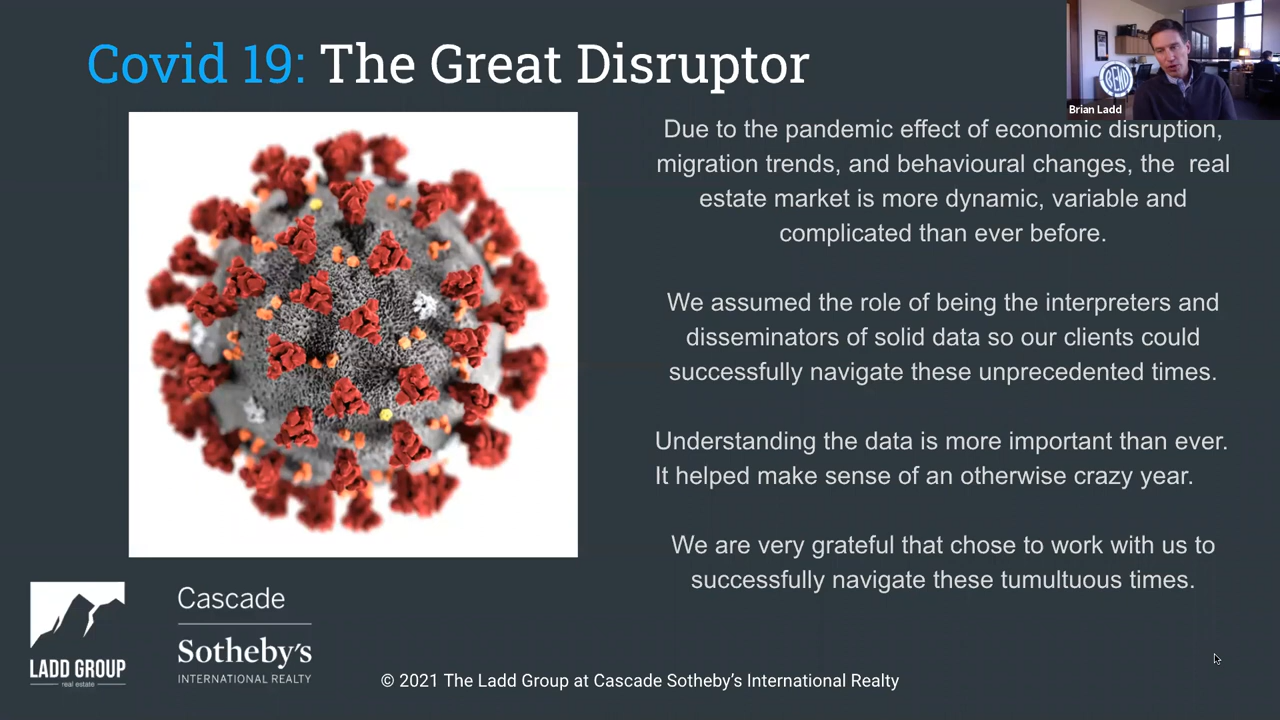 Covid 19: The Great Disruptor
BEND
Brian Ladd
Due to the pandemic effect of economic disruption,
migration trends, and behavioural changes, the  real
estate market is more dynamic, variable and
complicated than ever before.
We assumed the role of being the interpreters and
disseminators of solid data so our clients could
successfully navigate these unprecedented times.
Understanding the data is more important than ever.
It helped make sense of an otherwise crazy year.
We are very grateful that chose to work with us to
successfully navigate these tumultuous times.
LADD GROUP
real estate
Cascade
Sotheby's
INTERNATIONAL REALTY
© 2021 The Ladd Group at Cascade Sotheby’s International Realty